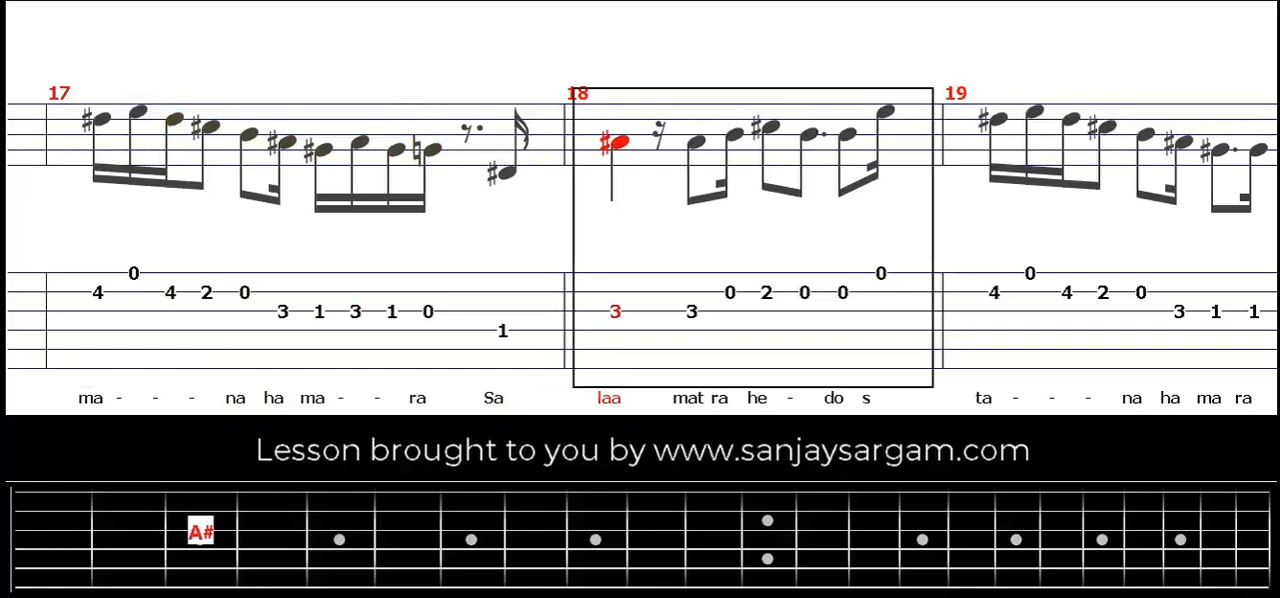 17 18 19
0 0 0
4 4 2 0 0 2 0 0 4 4 2 0
3 1 3 1 0 3 3 3 1 1
1
ma - - - na ha ma - - ra Sa laa mat ra he - do s ta - - - na ha ma ra
Lesson brought to you by www.sanjaysargam.com
A#